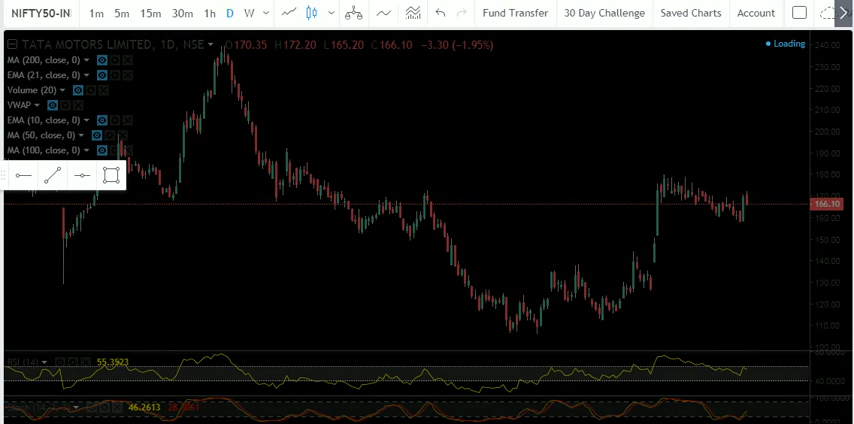 NIFTY50-IN 1m 5m 15m 30m 1h D W Fund Transfer 30 Day Challenge Saved Charts Account
TATA MOTORS LIMITED, 1D, NSE O170.35 H172.20 L165.20 C166.10 −3.30 (−1.95%)
Loading
MA (200, close, 0)
EMA (21, close, 0)
Volume (20)
VWAP
EMA (10, close, 0)
MA (50, close, 0)
MA (100, close, 0)
240.00
230.00
220.00
210.00
200.00
190.00
180.00
170.00
166.10
160.00
150.00
140.00
130.00
120.00
110.00
100.00
RSI (14) 55.3523
80.0000
40.0000
46.2613
100.0000
0.0000